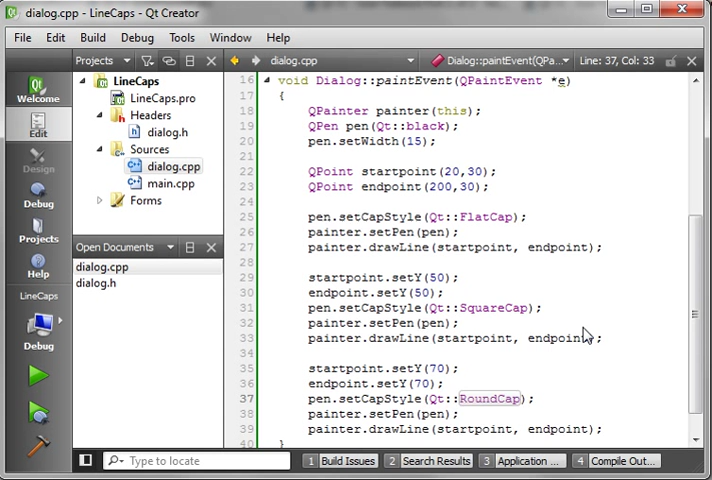 dialog.cpp - LineCaps - Qt Creator
File Edit Build Debug Tools Window Help
Projects dialog.cpp Dialog::paintEvent(QPa... Line: 37, Col: 33
Welcome
Edit
Design
Debug
Projects
Help
LineCaps
Debug
LineCaps
LineCaps.pro
Headers
dialog.h
Sources
dialog.cpp
main.cpp
Forms
Open Documents
dialog.cpp
dialog.h
16 void Dialog::paintEvent(QPaintEvent *e)
17 {
18 QPainter painter(this);
19 QPen pen(Qt::black);
20 pen.setWidth(15);
21
22 QPoint startpoint(20,30);
23 QPoint endpoint(200,30);
24
25 pen.setCapStyle(Qt::FlatCap);
26 painter.setPen(pen);
27 painter.drawLine(startpoint, endpoint);
28
29 startpoint.setY(50);
30 endpoint.setY(50);
31 pen.setCapStyle(Qt::SquareCap);
32 painter.setPen(pen);
33 painter.drawLine(startpoint, endpoint);
34
35 startpoint.setY(70);
36 endpoint.setY(70);
37 pen.setCapStyle(Qt::RoundCap);
38 painter.setPen(pen);
39 painter.drawLine(startpoint, endpoint);
40 }
Type to locate 1 Build Issues 2 Search Results 3 Application ... 4 Compile Out...